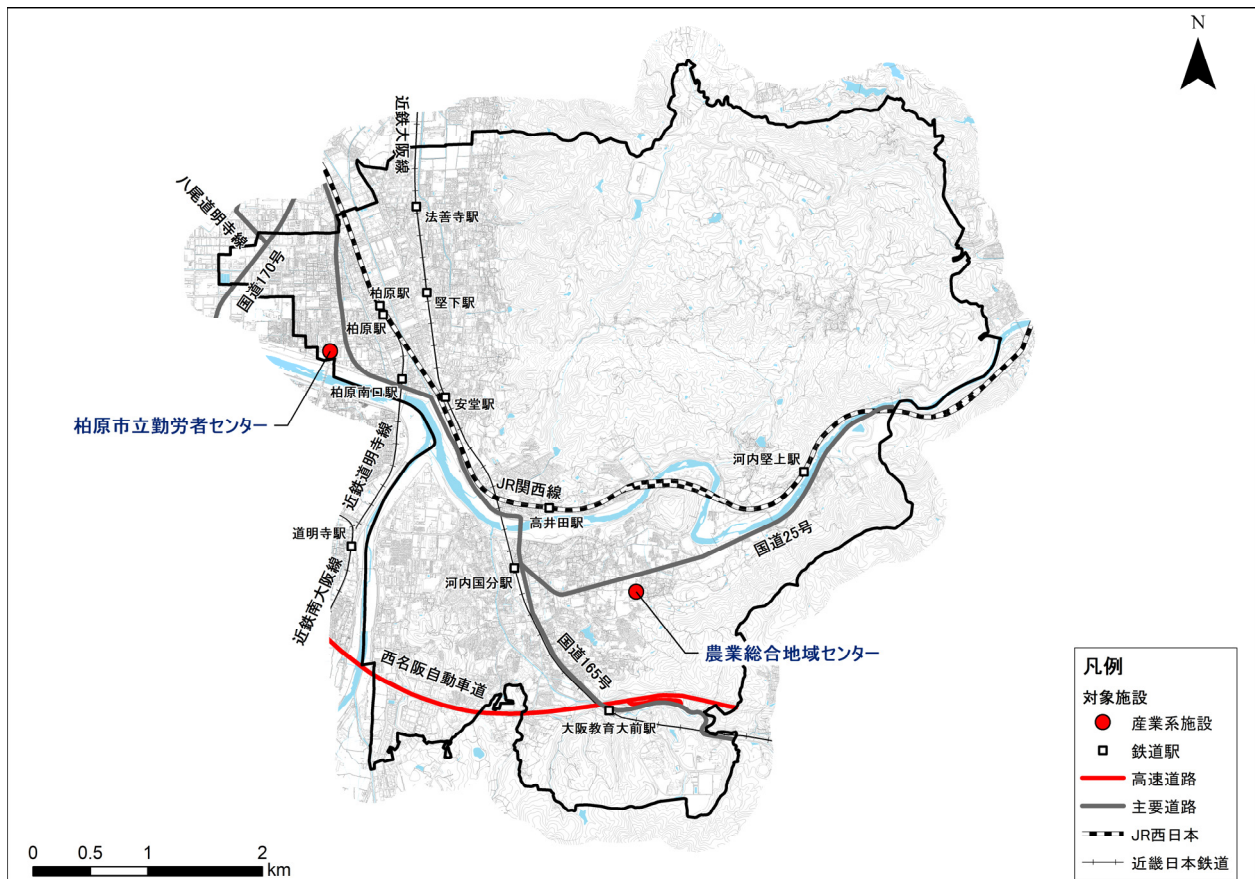 N
近鉄大阪線
八尾道明寺線
国道170号
法善寺駅
柏原駅
堅下駅
柏原駅
柏原南口駅
安堂駅
柏原市立勤労者センター
近鉄道明寺線
河内堅上駅
JR関西線
高井田駅
道明寺駅
国道25号
河内国分駅
近鉄南大阪線
農業総合地域センター
国道165号
西名阪自動車道
大阪教育大前駅
凡例
対象施設
産業系施設
鉄道駅
高速道路
主要道路
JR西日本
近畿日本鉄道
0 0.5 1 2
km